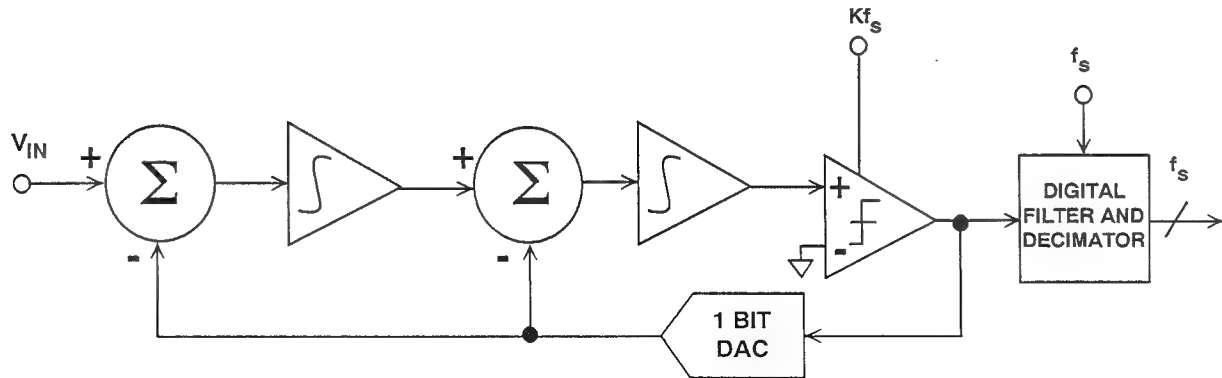 Kf_s
f_s
V_IN
+
Σ
∫
+
Σ
∫
+
-
DIGITAL
FILTER AND
DECIMATOR
f_s
-
-
1 BIT
DAC